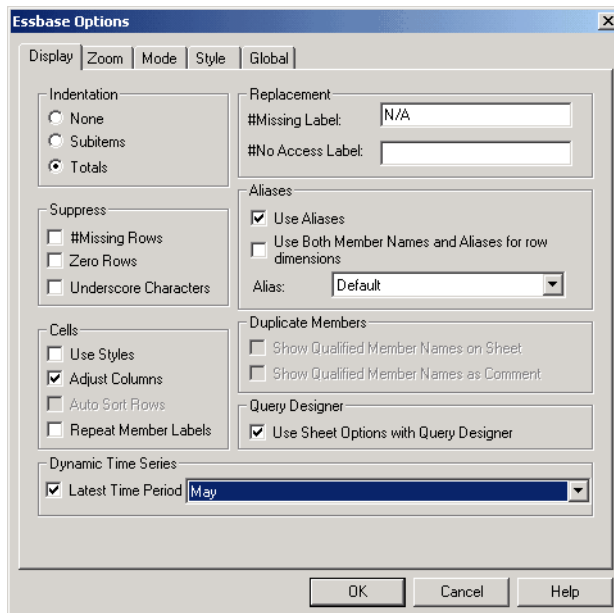 Essbase Options
Display
Zoom
Mode
Style
Global
Indentation
None
Subitems
Totals
Suppress
#Missing Rows
Zero Rows
Underscore Characters
Cells
Use Styles
Adjust Columns
Auto Sort Rows
Repeat Member Labels
Replacement
#Missing Label: N/A
#No Access Label:
Aliases
Use Aliases
Use Both Member Names and Aliases for row
dimensions
Alias: Default
Duplicate Members
Show Qualified Member Names on Sheet
Show Qualified Member Names as Comment
Query Designer
Use Sheet Options with Query Designer
Dynamic Time Series
Latest Time Period May
OK
Cancel
Help